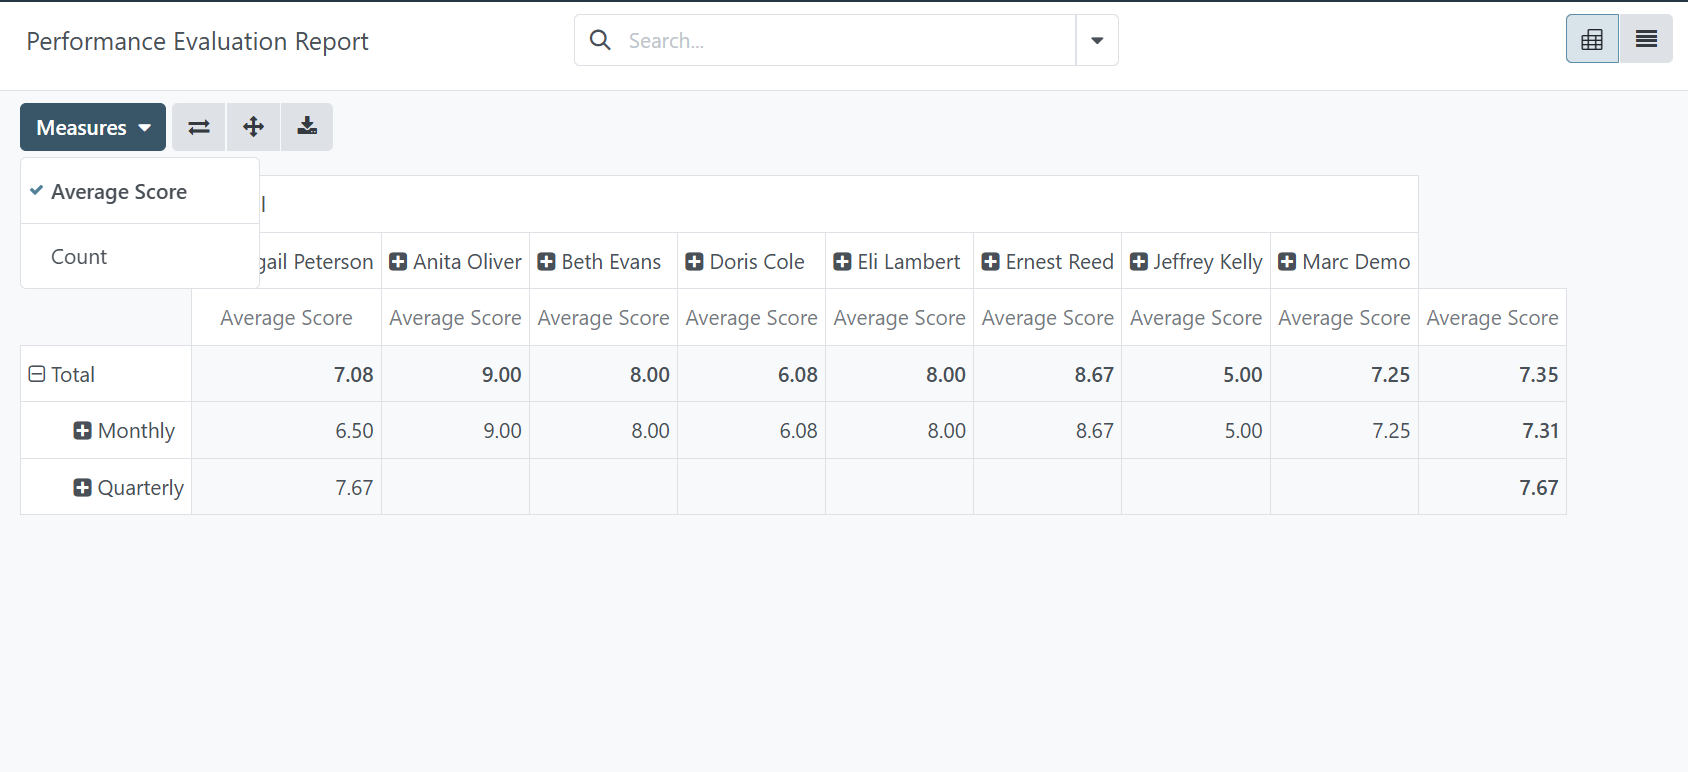 Performance Evaluation Report
Search...
Measures
Average Score
Count
Peterson Anita Oliver Beth Evans Doris Cole Eli Lambert Ernest Reed Jeffrey Kelly Marc Demo
Average Score Average Score Average Score Average Score Average Score Average Score Average Score Average Score Average Score
Total 7.08 9.00 8.00 6.08 8.00 8.67 5.00 7.25 7.35
Monthly 6.50 9.00 8.00 6.08 8.00 8.67 5.00 7.25 7.31
Quarterly 7.67 7.67